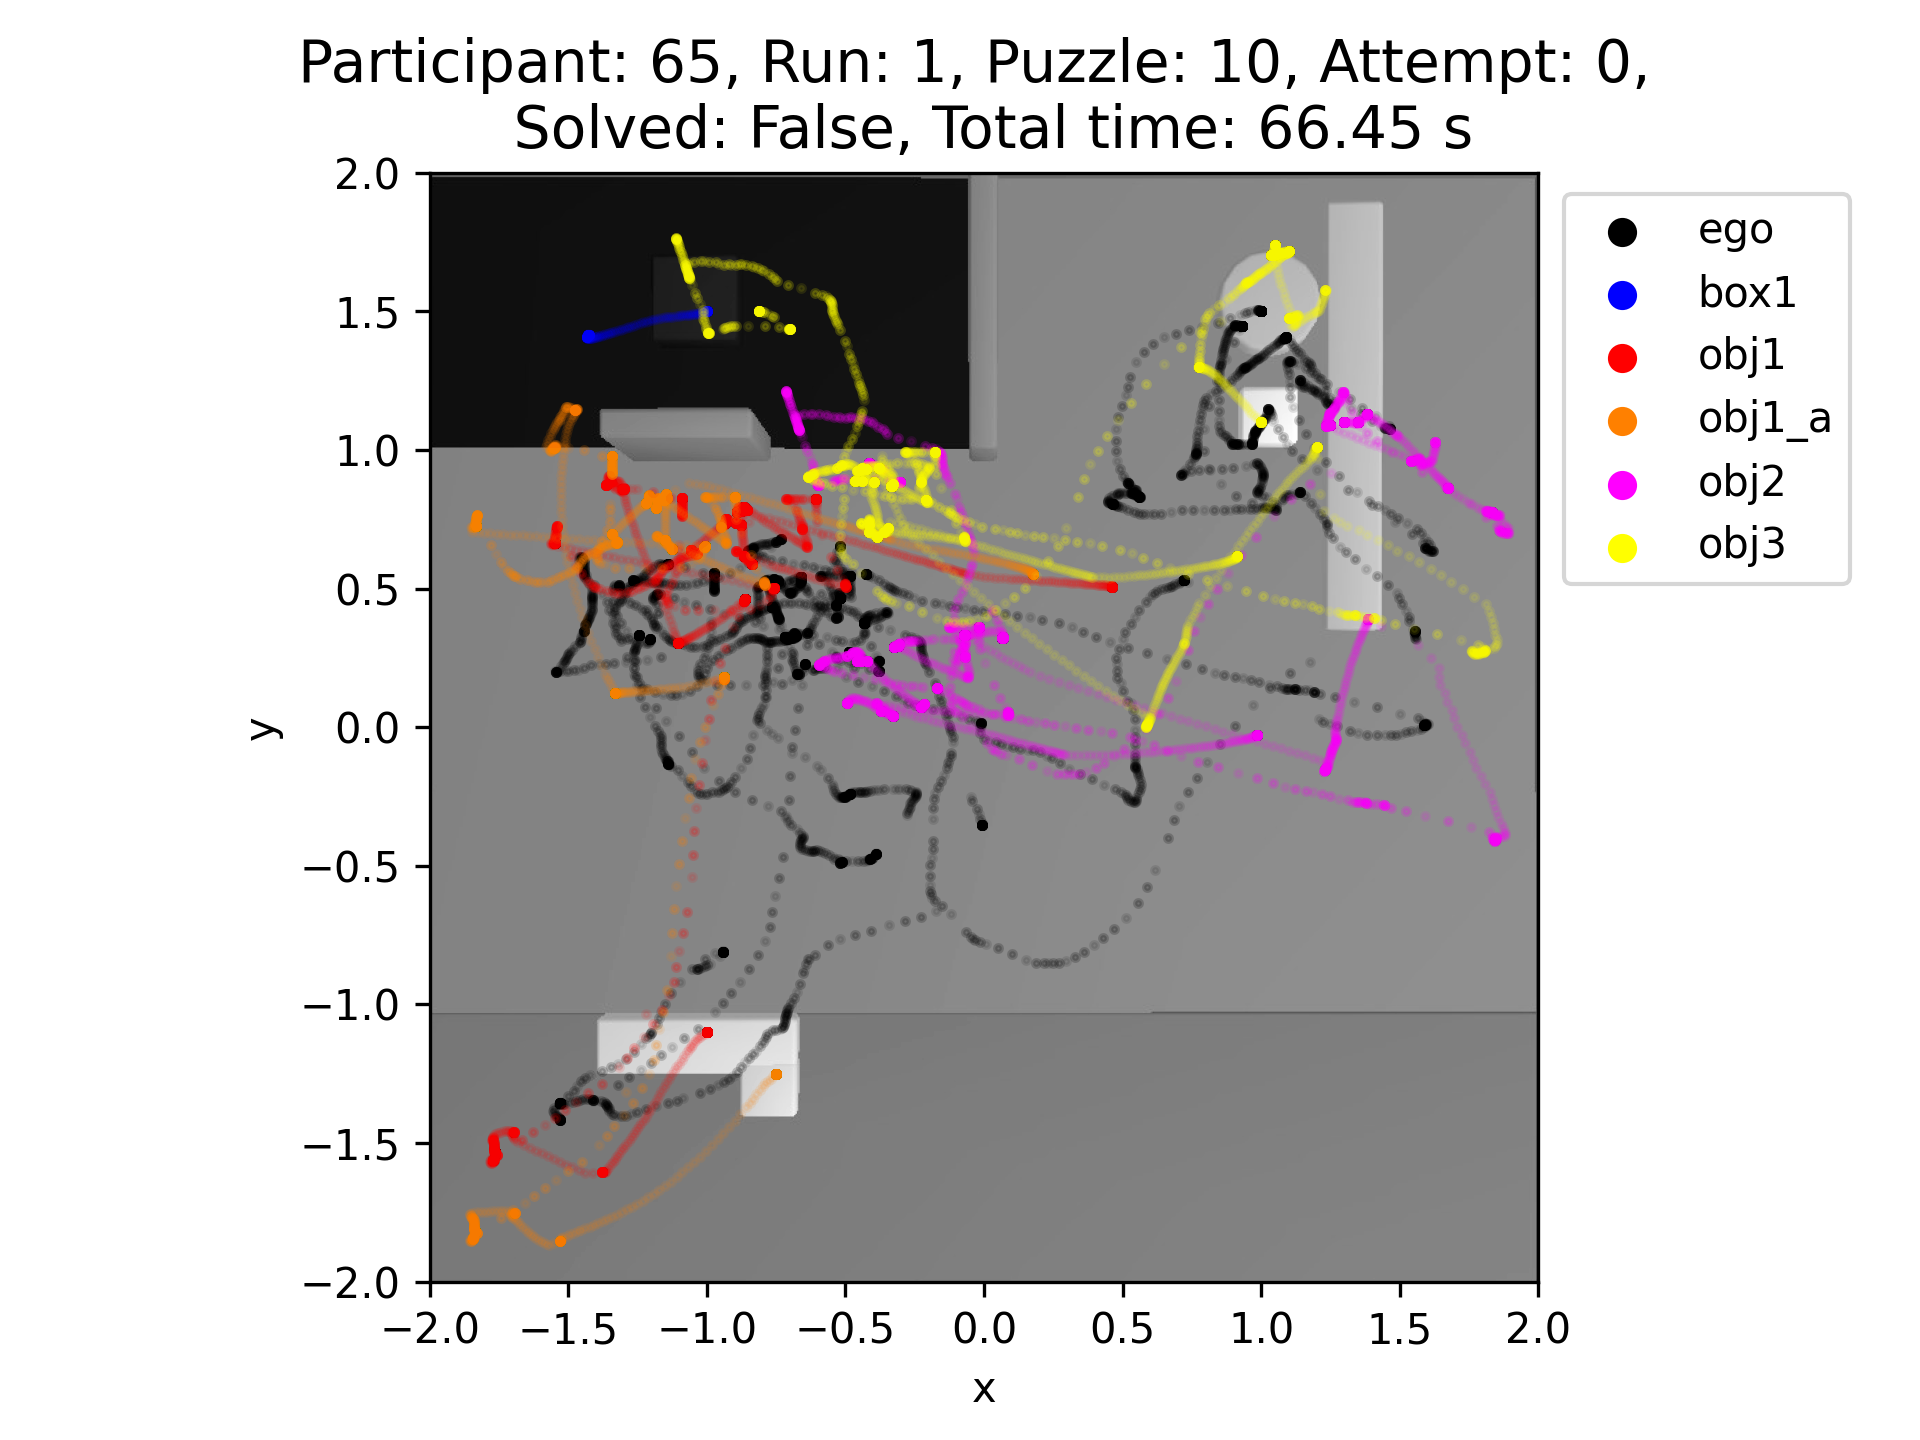 Participant: 65, Run: 1, Puzzle: 10, Attempt: 0,
Solved: False, Total time: 66.45 s
2.0
1.5
1.0
0.5
0.0
−0.5
−1.0
−1.5
−2.0
y
−2.0 −1.5 −1.0 −0.5 0.0 0.5 1.0 1.5 2.0
x
ego
box1
obj1
obj1_a
obj2
obj3